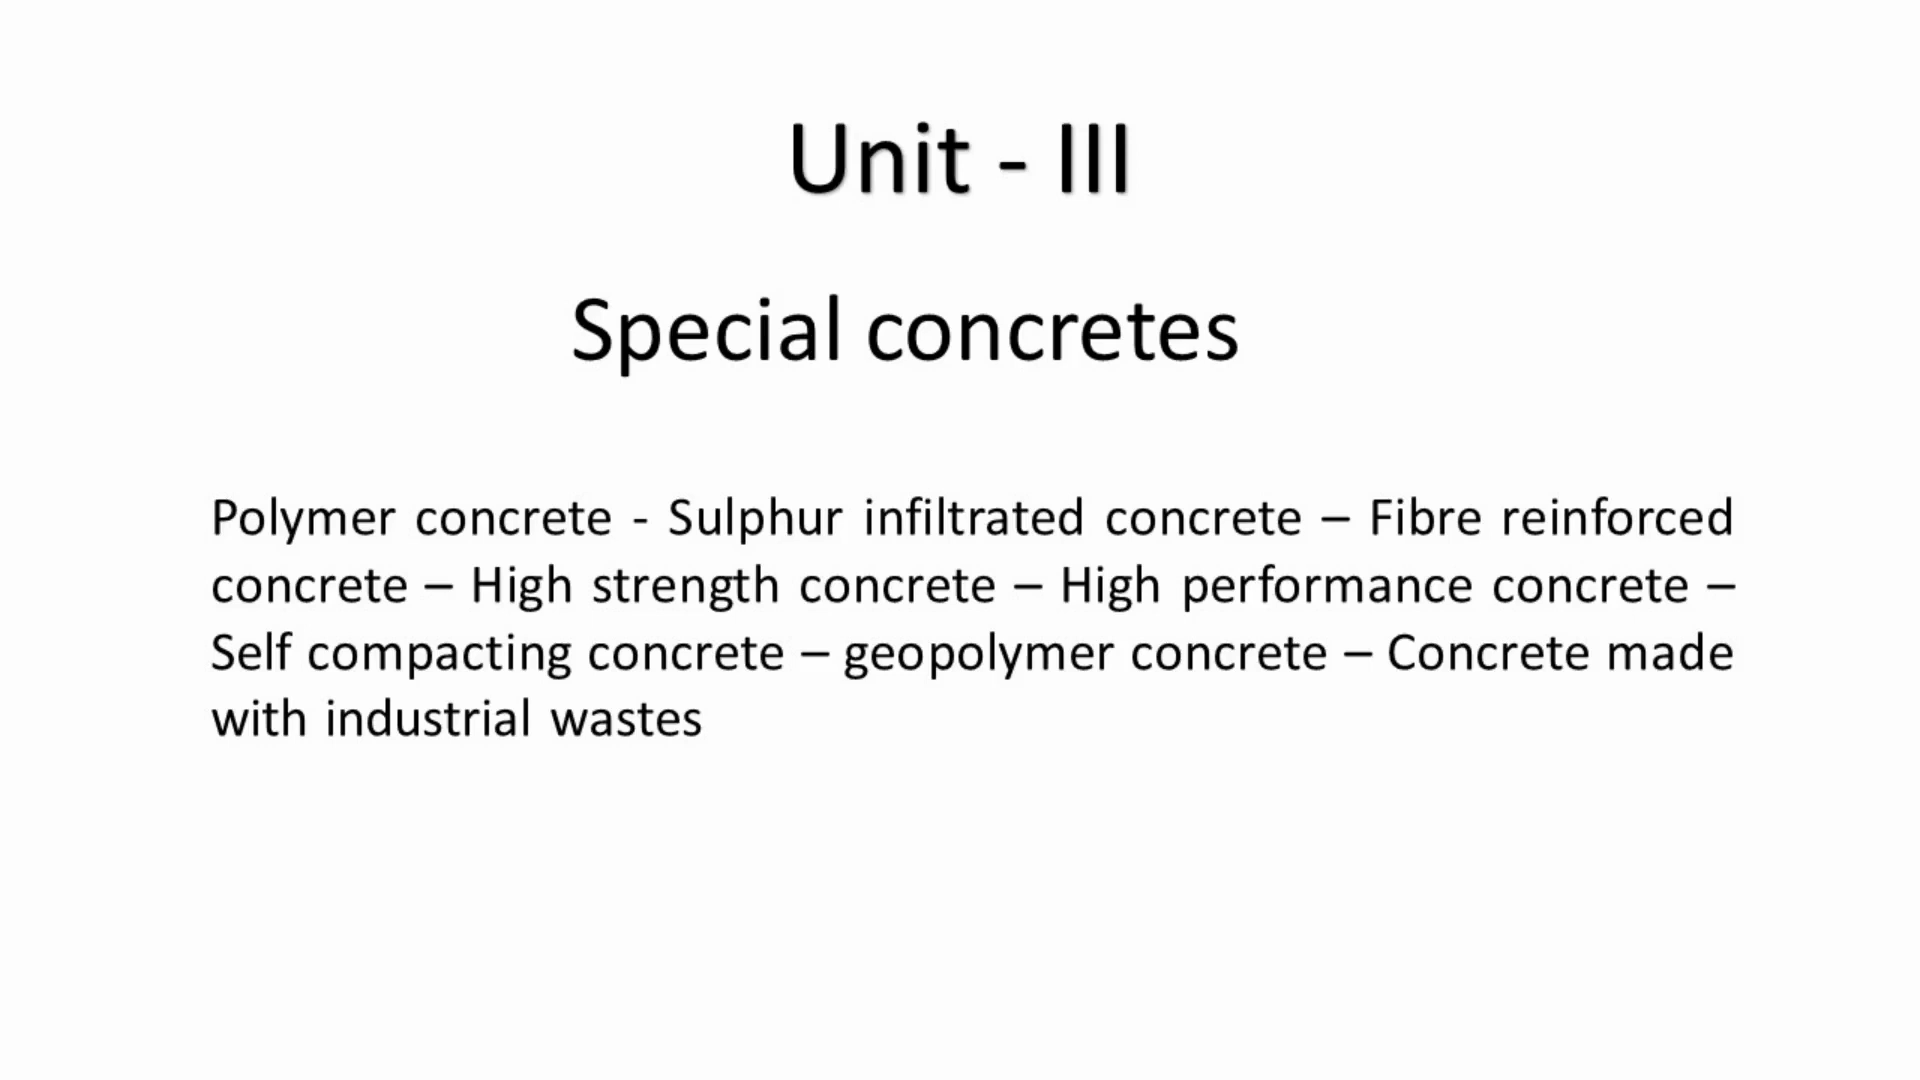 Unit - III
Special concretes
Polymer concrete - Sulphur infiltrated concrete – Fibre reinforced
concrete – High strength concrete – High performance concrete –
Self compacting concrete – geopolymer concrete – Concrete made
with industrial wastes